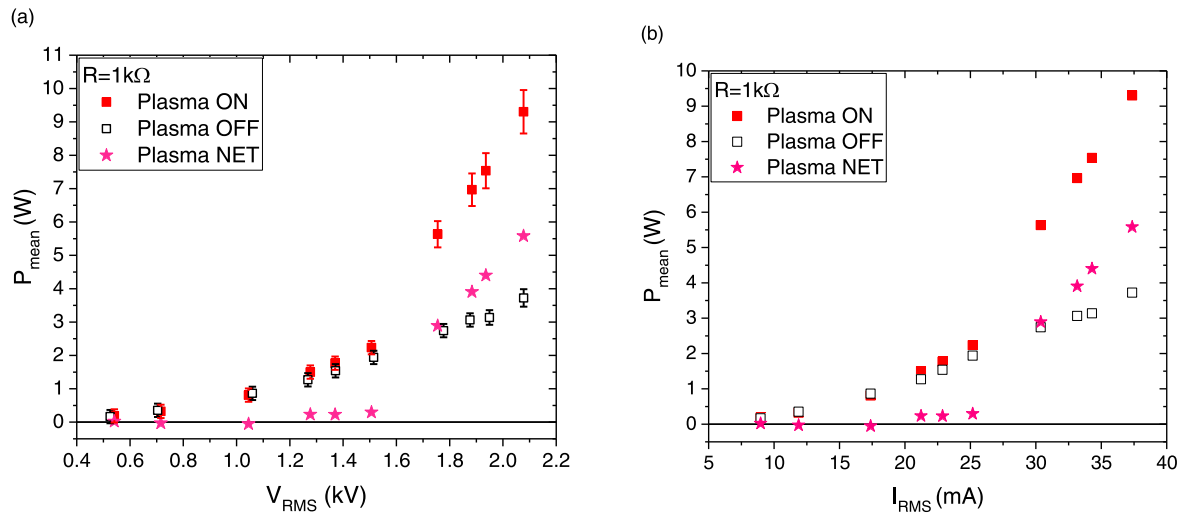 (a)
R=1kΩ
Plasma ON
Plasma OFF
Plasma NET
11
10
9
8
7
6
5
4
3
2
1
0
P_mean (W)
0.4 0.6 0.8 1.0 1.2 1.4 1.6 1.8 2.0 2.2
V_RMS (kV)
(b)
R=1kΩ
Plasma ON
Plasma OFF
Plasma NET
10
9
8
7
6
5
4
3
2
1
0
P_mean (W)
5 10 15 20 25 30 35 40
I_RMS (mA)